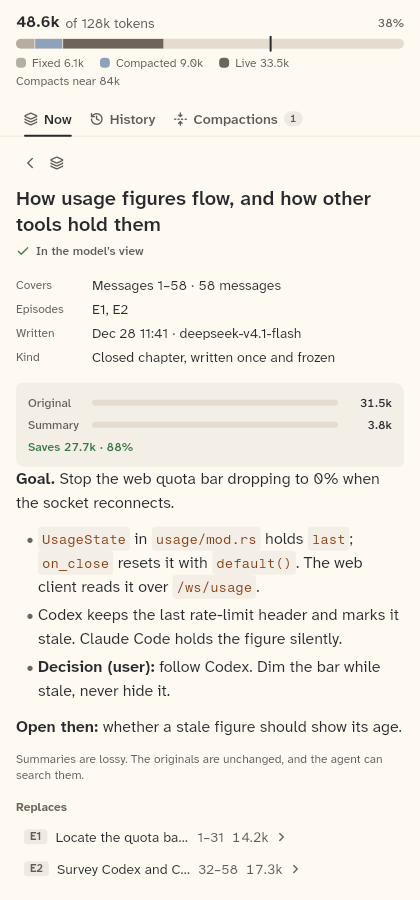 48.6k of 128k tokens 38%
Fixed 6.1k Compacted 9.0k Live 33.5k
Compacts near 84k
Now History Compactions 1
How usage figures flow, and how other
tools hold them
In the model's view
Covers Messages 1–58 · 58 messages
Episodes E1, E2
Written Dec 28 11:41 · deepseek-v4.1-flash
Kind Closed chapter, written once and frozen
Original 31.5k
Summary 3.8k
Saves 27.7k · 88%
Goal. Stop the web quota bar dropping to 0% when
the socket reconnects.
• UsageState in usage/mod.rs holds last;
on_close resets it with default(). The web
client reads it over /ws/usage.
• Codex keeps the last rate-limit header and marks it
stale. Claude Code holds the figure silently.
• Decision (user): follow Codex. Dim the bar while
stale, never hide it.
Open then: whether a stale figure should show its age.
Summaries are lossy. The originals are unchanged, and the agent can
search them.
Replaces
E1 Locate the quota ba... 1–31 14.2k
E2 Survey Codex and C... 32–58 17.3k